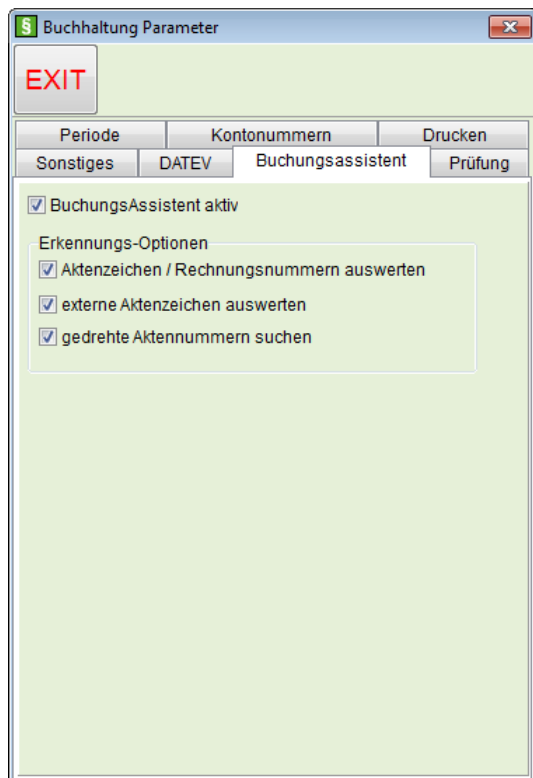 § Buchhaltung Parameter
EXIT
Periode Kontonummern Drucken
Sonstiges DATEV Buchungsassistent Prüfung
BuchungsAssistent aktiv
Erkennungs-Optionen
Aktenzeichen / Rechnungsnummern auswerten
externe Aktenzeichen auswerten
gedrehte Aktennummern suchen